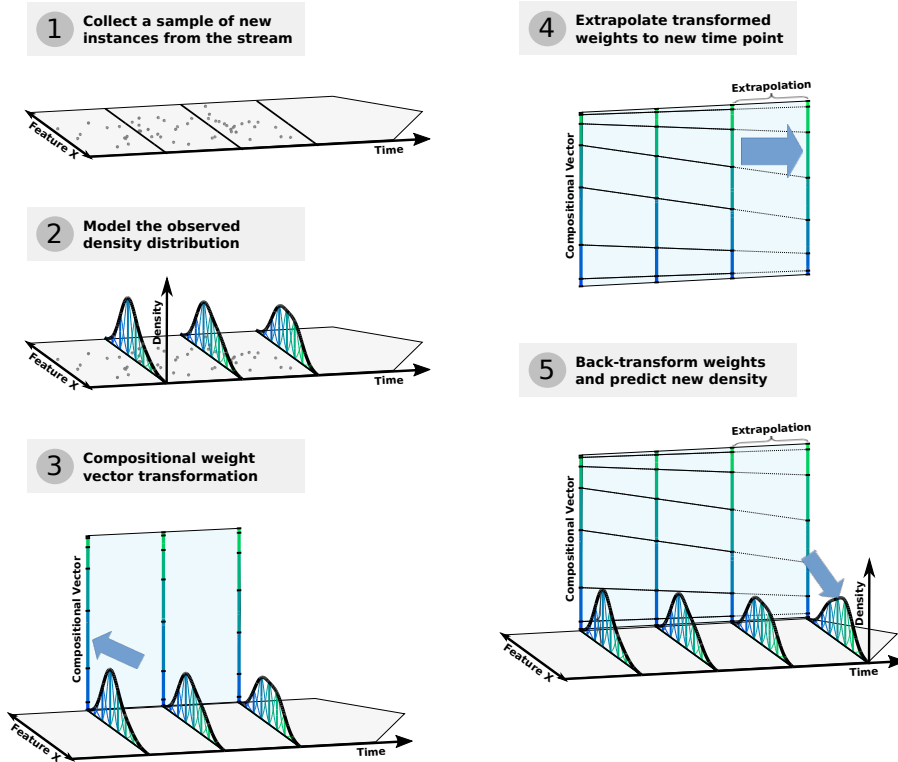 1
Collect a sample of new
instances from the stream
Feature X
Time
2
Model the observed
density distribution
Density
Feature X
Time
3
Compositional weight
vector transformation
Compositional Vector
Feature X
Time
4
Extrapolate transformed
weights to new time point
Extrapolation
Compositional Vector
5
Back-transform weights
and predict new density
Extrapolation
Compositional Vector
Density
Feature X
Time